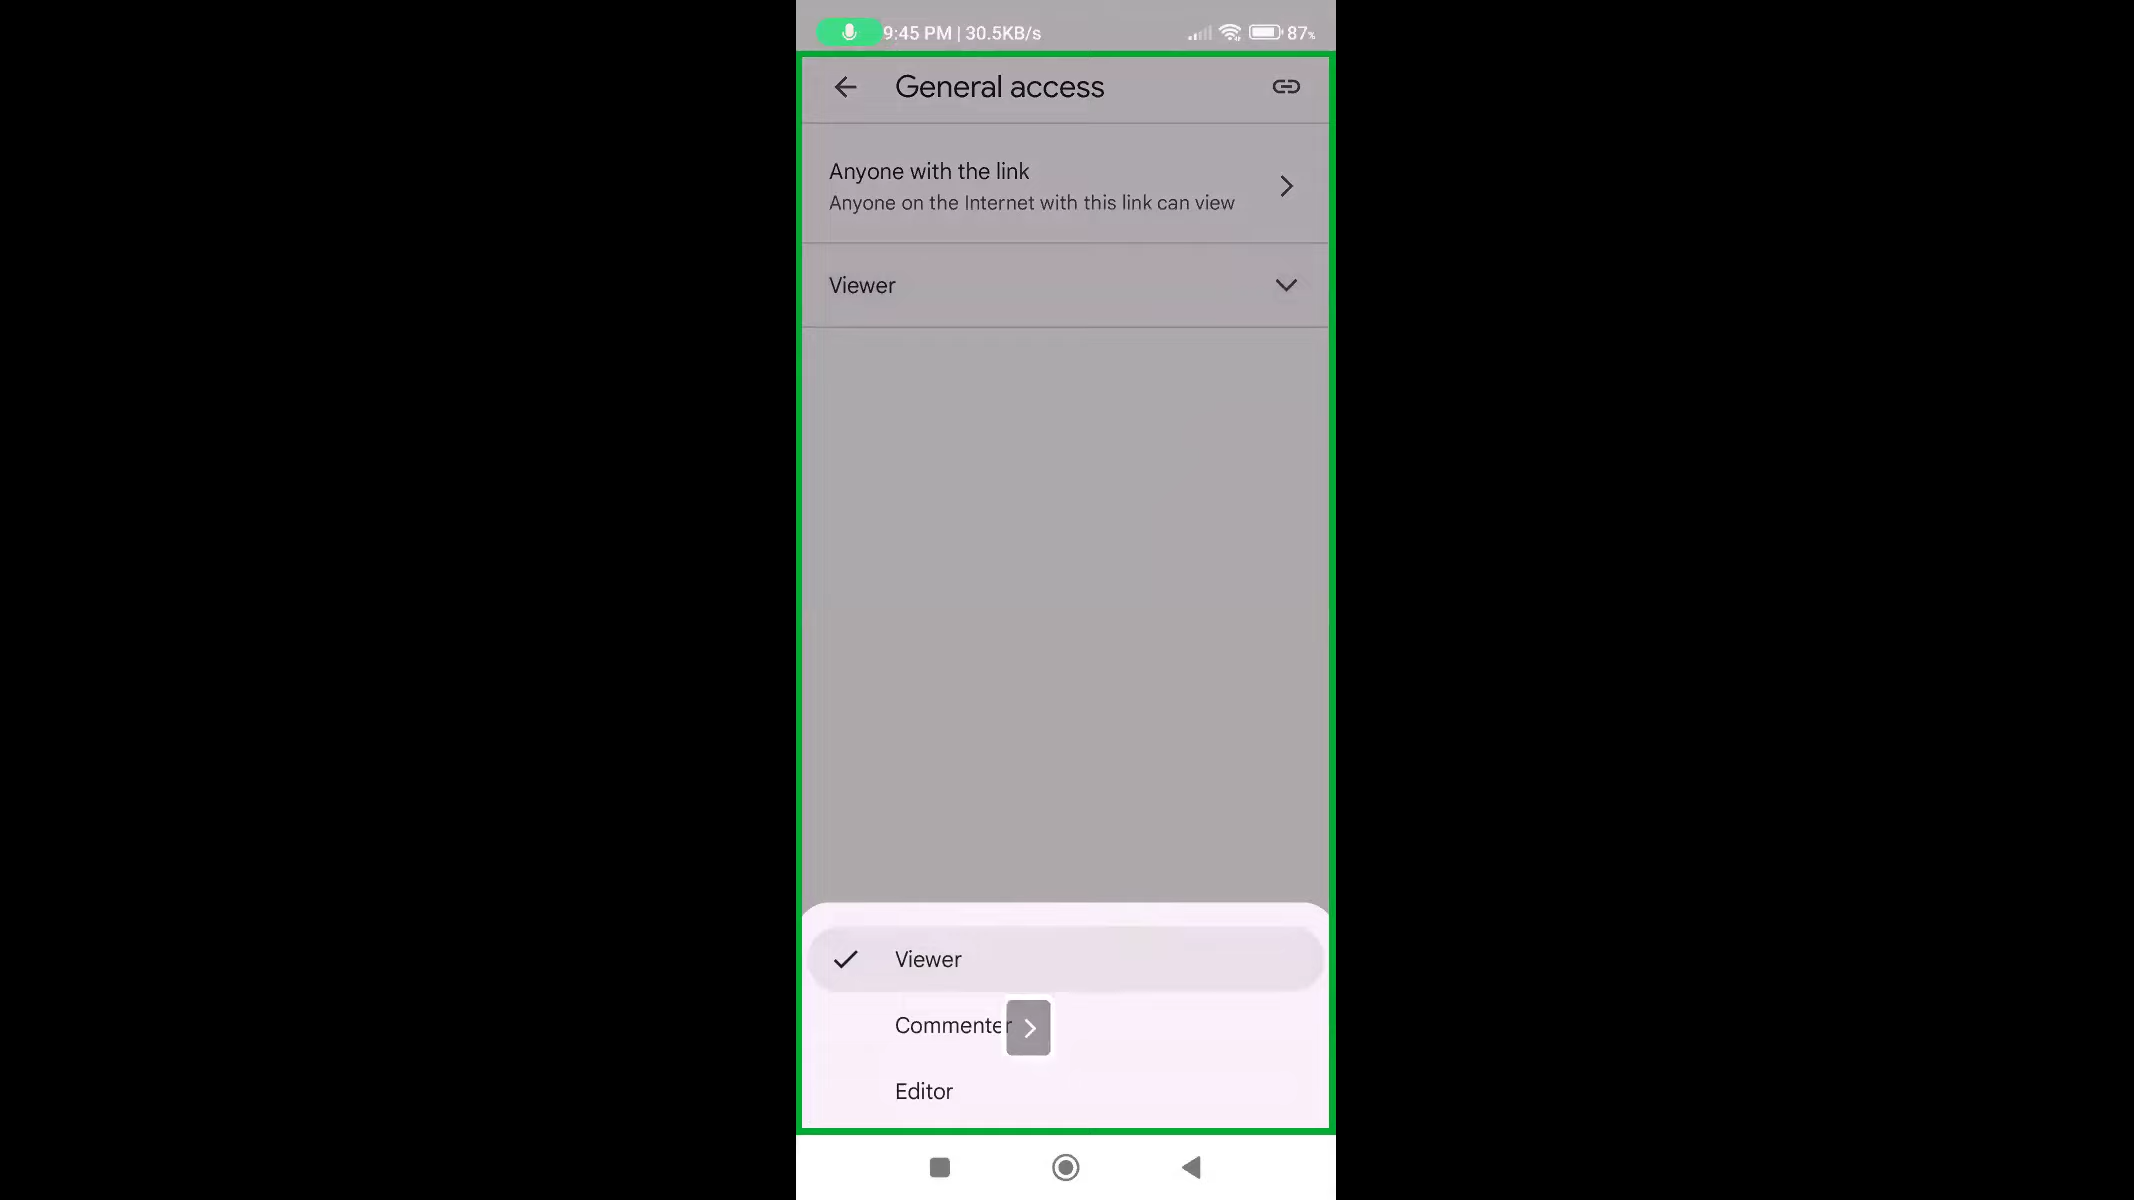 9:45 PM | 30.5KB/s 87%
General access
Anyone with the link
Anyone on the Internet with this link can view
Viewer
Viewer
Commenter
Editor